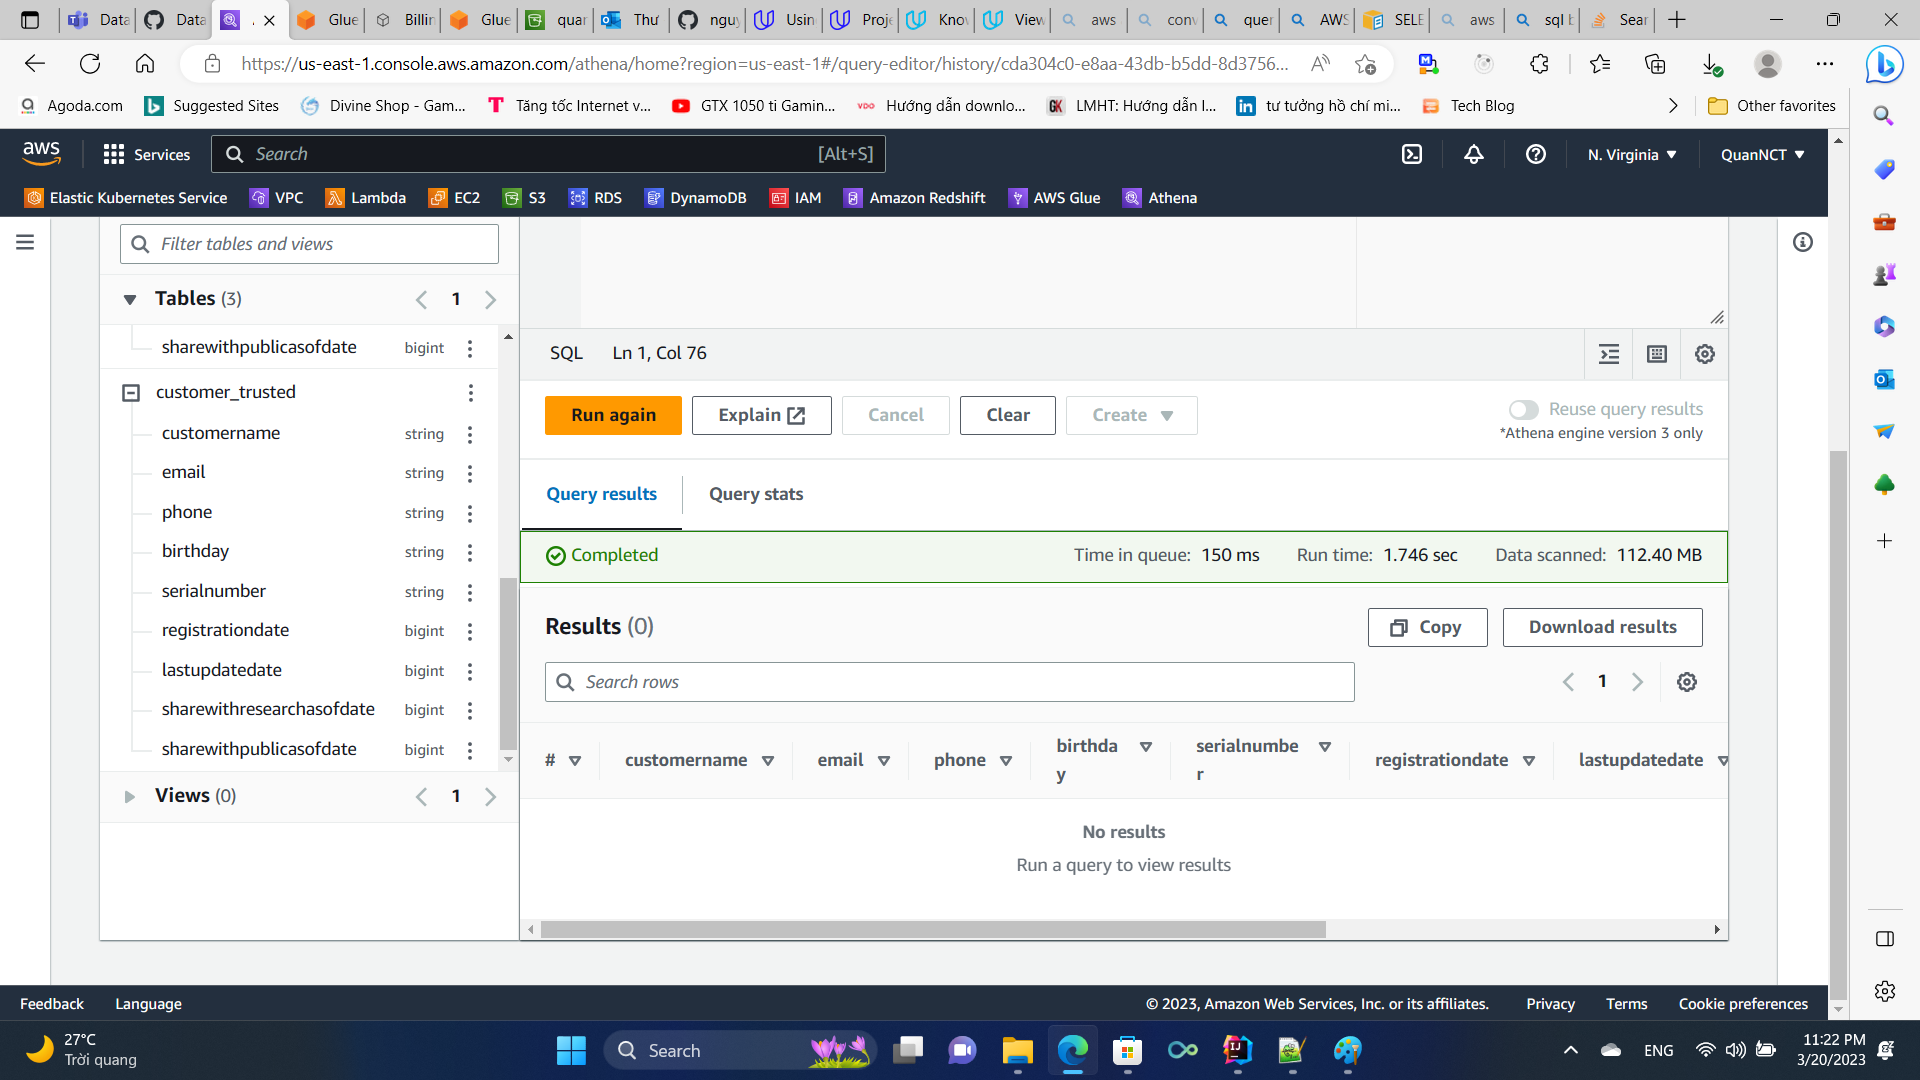 Data
Data
Glue
Billin
Glue
quar
Thư
nguy
Usin
Proje
Knov
View
aws
conv
quer
AWS
SELE
aws
sql b
Sear
https://us-east-1.console.aws.amazon.com/athena/home?region=us-east-1#/query-editor/history/cda304c0-e8aa-43db-b5dd-8d3756...
Agoda.com
Suggested Sites
Divine Shop - Gam...
Tăng tốc Internet v...
GTX 1050 ti Gamin...
Hướng dẫn downlo...
LMHT: Hướng dẫn l...
tư tưởng hồ chí mi...
Tech Blog
Other favorites
aws
Services
Search
[Alt+S]
N. Virginia
QuanNCT
Elastic Kubernetes Service
VPC
Lambda
EC2
S3
RDS
DynamoDB
IAM
Amazon Redshift
AWS Glue
Athena
Filter tables and views
Tables (3)
1
sharewithpublicasofdate bigint
customer_trusted
customername string
email string
phone string
birthday string
serialnumber string
registrationdate bigint
lastupdatedate bigint
sharewithresearchasofdate bigint
sharewithpublicasofdate bigint
Views (0)
1
SQL Ln 1, Col 76
Run again
Explain
Cancel
Clear
Create
Reuse query results
*Athena engine version 3 only
Query results
Query stats
Completed
Time in queue: 150 ms
Run time: 1.746 sec
Data scanned: 112.40 MB
Results (0)
Copy
Download results
Search rows
1
#
customername
email
phone
birthda
y
serialnumbe
r
registrationdate
lastupdatedate
No results
Run a query to view results
Feedback
Language
© 2023, Amazon Web Services, Inc. or its affiliates.
Privacy
Terms
Cookie preferences
27°C
Trời quang
Search
ENG
11:22 PM
3/20/2023